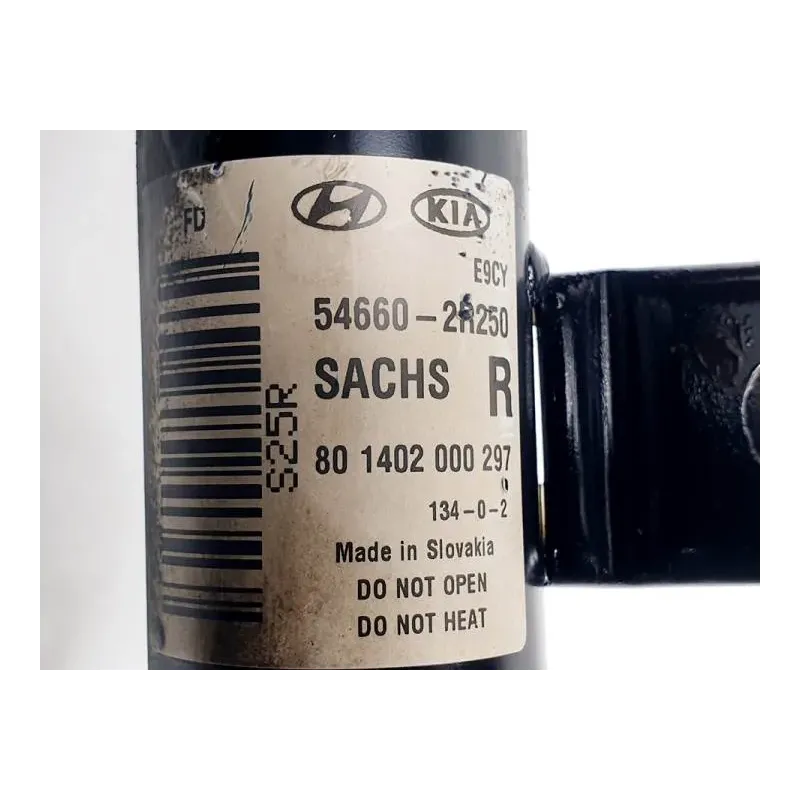 FD
KIA
E9CY
54660-2R250
SACHS R
S25R
80 1402 000 297
134-0-2
Made in Slovakia
DO NOT OPEN
DO NOT HEAT